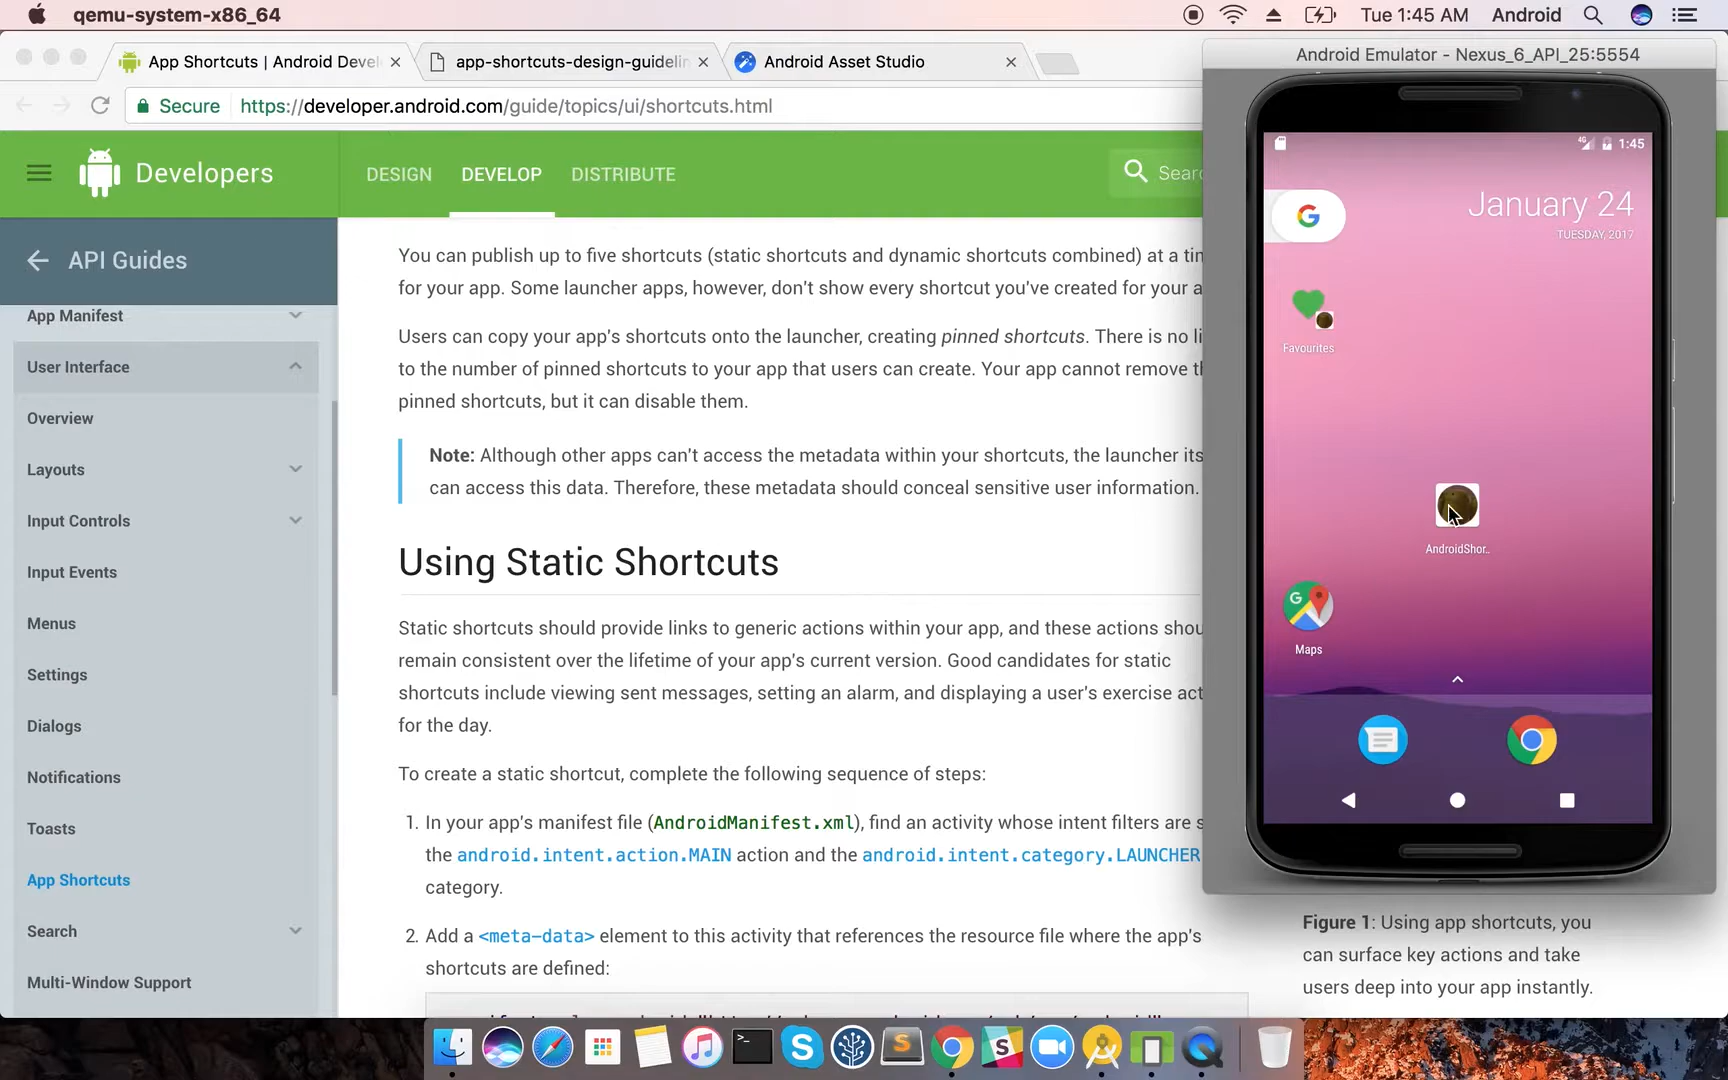 qemu-system-x86_64
Tue 1:45 AM Android
App Shortcuts | Android Devel
app-shortcuts-design-guidelin
Android Asset Studio
Secure https://developer.android.com/guide/topics/ui/shortcuts.html
Developers
DESIGN DEVELOP DISTRIBUTE
Searc
API Guides
App Manifest
User Interface
Overview
Layouts
Input Controls
Input Events
Menus
Settings
Dialogs
Notifications
Toasts
App Shortcuts
Search
Multi-Window Support
You can publish up to five shortcuts (static shortcuts and dynamic shortcuts combined) at a tin
for your app. Some launcher apps, however, don't show every shortcut you've created for your a
Users can copy your app's shortcuts onto the launcher, creating pinned shortcuts. There is no li
to the number of pinned shortcuts to your app that users can create. Your app cannot remove th
pinned shortcuts, but it can disable them.
Note: Although other apps can't access the metadata within your shortcuts, the launcher its
can access this data. Therefore, these metadata should conceal sensitive user information.
Using Static Shortcuts
Static shortcuts should provide links to generic actions within your app, and these actions shou
remain consistent over the lifetime of your app's current version. Good candidates for static
shortcuts include viewing sent messages, setting an alarm, and displaying a user's exercise act
for the day.
To create a static shortcut, complete the following sequence of steps:
1. In your app's manifest file (AndroidManifest.xml), find an activity whose intent filters are s
the android.intent.action.MAIN action and the android.intent.category.LAUNCHER
category.
2. Add a <meta-data> element to this activity that references the resource file where the app's
shortcuts are defined:
Android Emulator - Nexus_6_API_25:5554
4G
1:45
January 24
TUESDAY, 2017
Favourites
AndroidShor..
Maps
Figure 1: Using app shortcuts, you
can surface key actions and take
users deep into your app instantly.